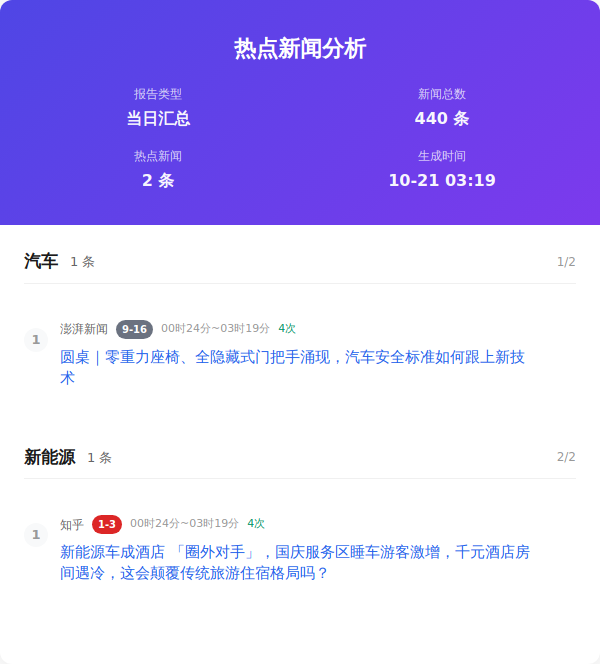 热点新闻分析
报告类型
新闻总数
当日汇总
440 条
热点新闻
生成时间
2 条
10-21 03:19
汽车 1 条 1/2
1 澎湃新闻 9-16 00时24分~03时19分 4次
圆桌｜零重力座椅、全隐藏式门把手涌现，汽车安全标准如何跟上新技
术
新能源 1 条 2/2
1 知乎 1-3 00时24分~03时19分 4次
新能源车成酒店 「圈外对手」，国庆服务区睡车游客激增，千元酒店房
间遇冷，这会颠覆传统旅游住宿格局吗？